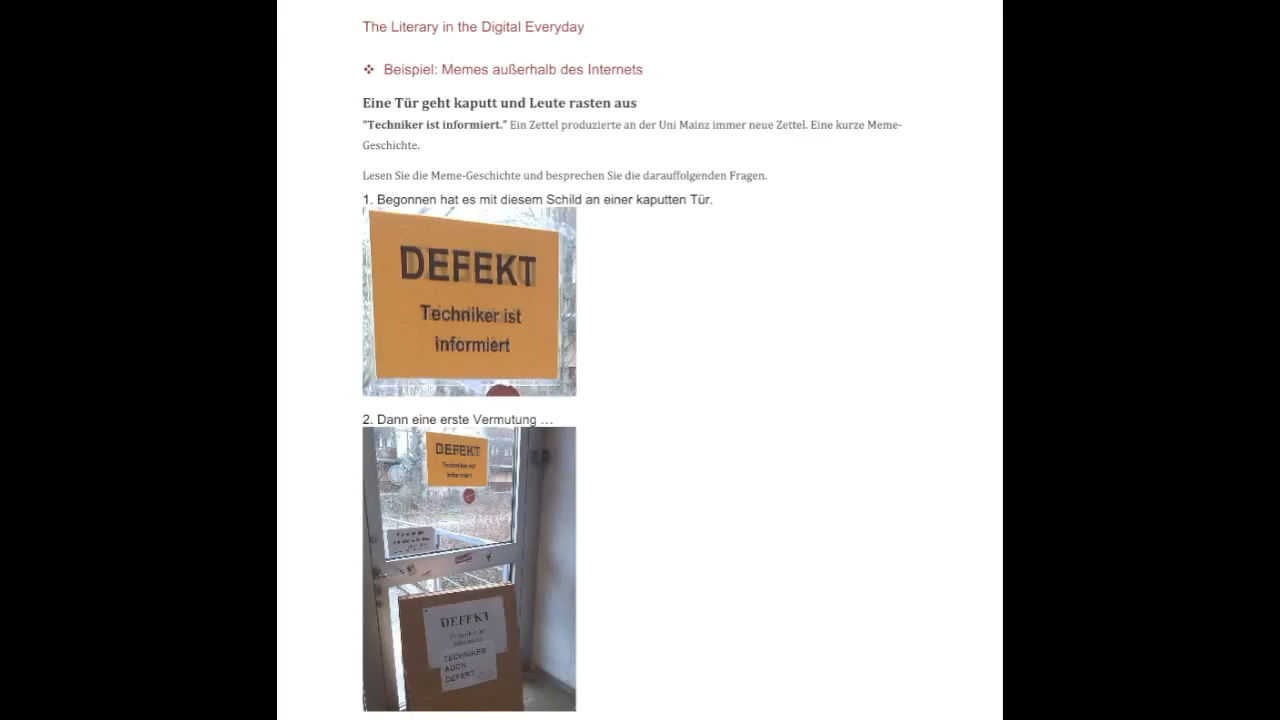 The Literary in the Digital Everyday
❖ Beispiel: Memes außerhalb des Internets
Eine Tür geht kaputt und Leute rasten aus
“Techniker ist informiert.” Ein Zettel produzierte an der Uni Mainz immer neue Zettel. Eine kurze Meme-
Geschichte.
Lesen Sie die Meme-Geschichte und besprechen Sie die darauffolgenden Fragen.
1. Begonnen hat es mit diesem Schild an einer kaputten Tür.
DEFEKT
Techniker ist
informiert
2. Dann eine erste Vermutung …
DEFEKT
Techniker ist
informiert
DEFEKT
Techniker ist
informiert
TECHNIKER
AUCH
DEFEKT